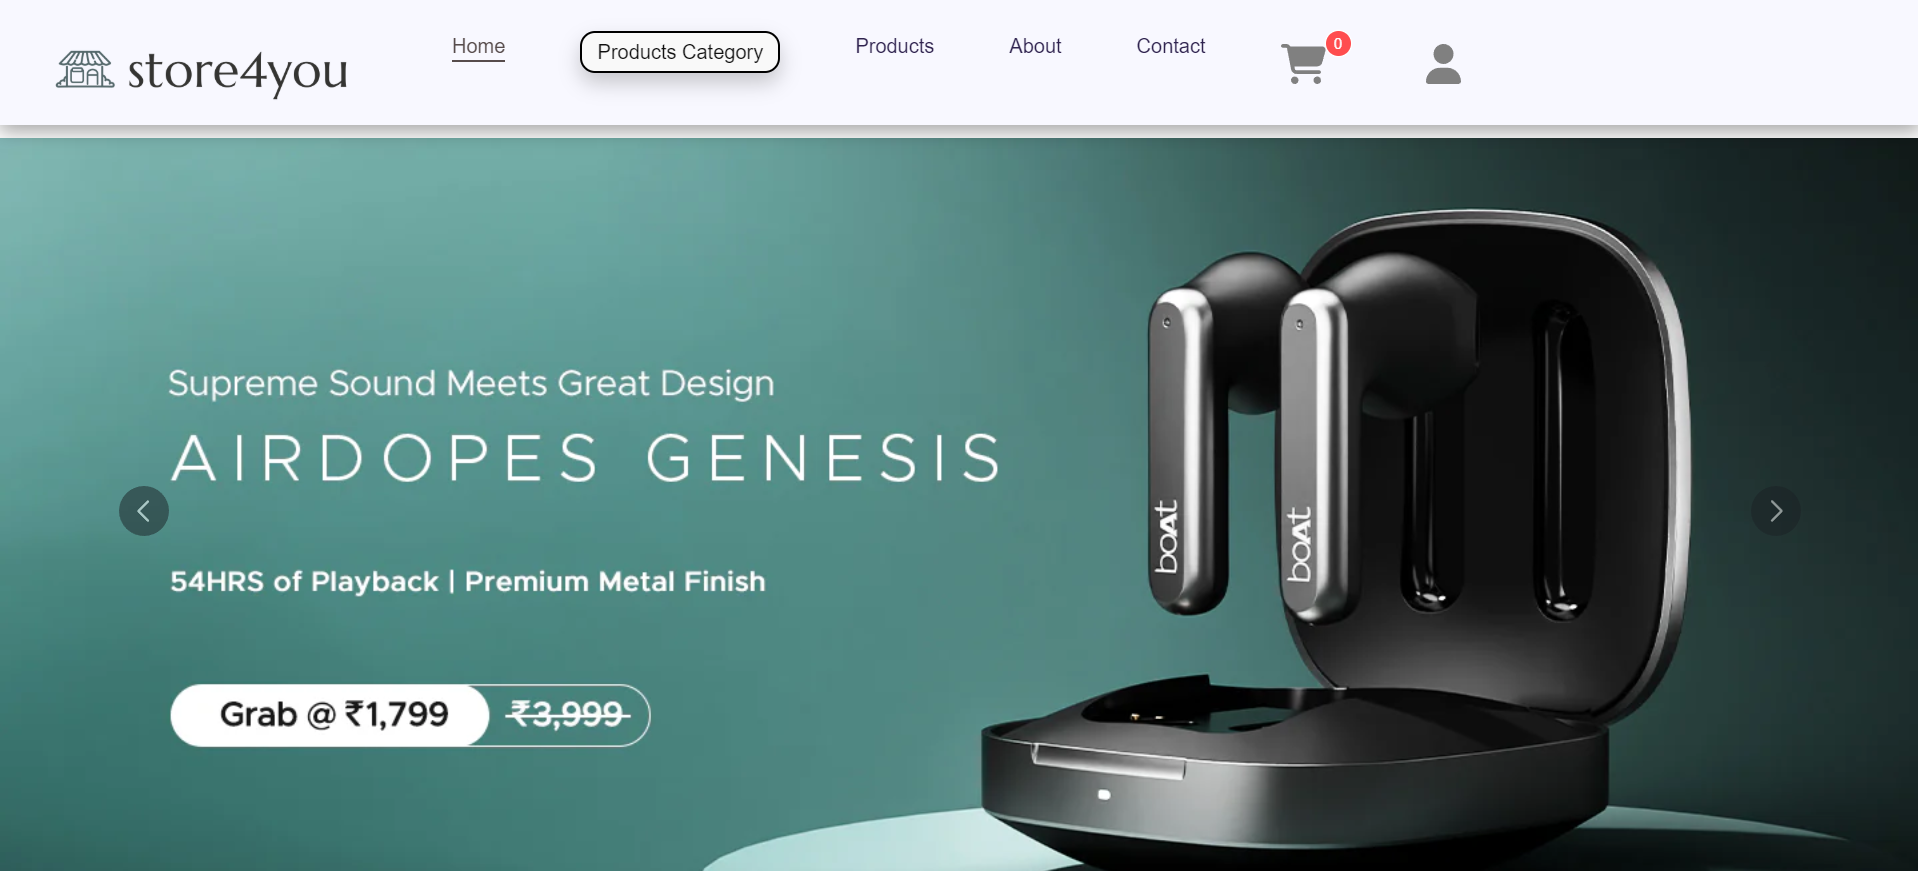 store4you
Home
Products Category
Products
About
Contact
0
Supreme Sound Meets Great Design
AIRDOPES GENESIS
54HRS of Playback | Premium Metal Finish
Grab @ ₹1,799 ₹3,999
boAt
boAt